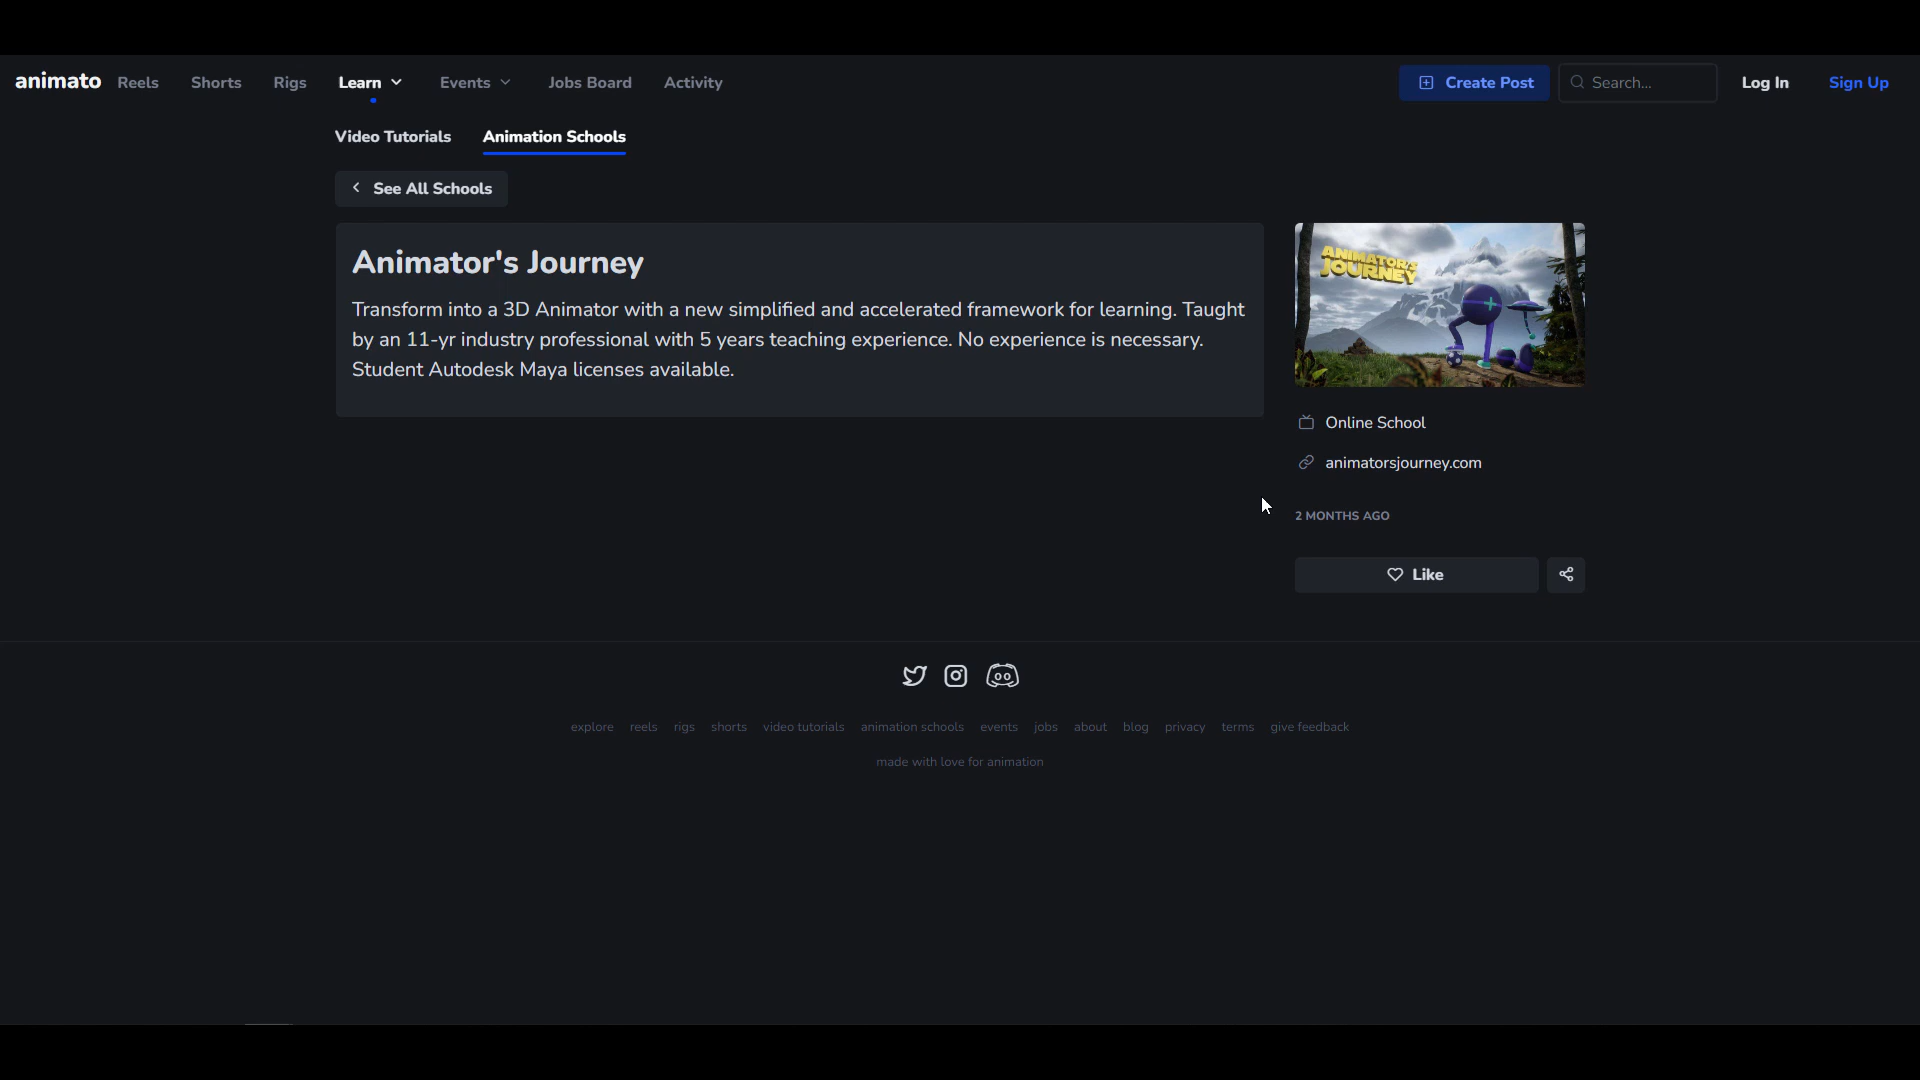 animato Reels Shorts Rigs Learn Events Jobs Board Activity Create Post Search... Log In Sign Up
Video Tutorials Animation Schools
See All Schools
Animator's Journey
Transform into a 3D Animator with a new simplified and accelerated framework for learning. Taught
by an 11-yr industry professional with 5 years teaching experience. No experience is necessary.
Student Autodesk Maya licenses available.
ANIMATOR'S
JOURNEY
Online School
animatorsjourney.com
2 MONTHS AGO
Like
explore reels rigs shorts video tutorials animation schools events jobs about blog privacy terms give feedback
made with love for animation